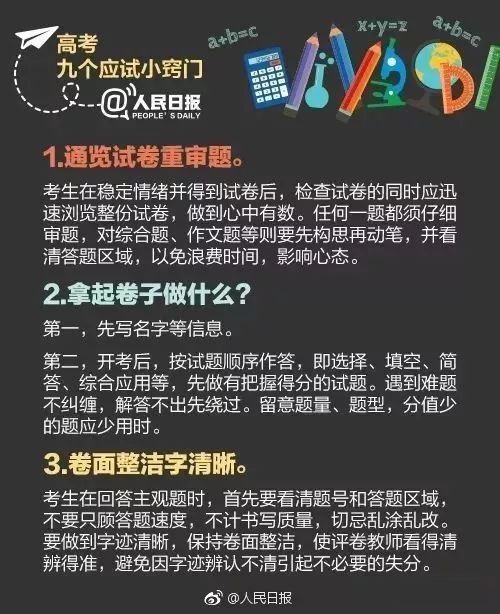 高考
九个应试小窍门
@人民日报
PEOPLE'S DAILY
a+b=c
x+y=z
a+b=c
1.通览试卷重审题。
考生在稳定情绪并得到试卷后，检查试卷的同时应迅
速浏览整份试卷，做到心中有数。任何一题都须仔细
审题，对综合题、作文题等则要先构思再动笔，并看
清答题区域，以免浪费时间，影响心态。
2.拿起卷子做什么？
第一，先写名字等信息。
第二，开考后，按试题顺序作答，即选择、填空、简
答、综合应用等，先做有把握得分的试题。遇到难题
不纠缠，解答不出先绕过。留意题量、题型，分值少
的题应少用时。
3.卷面整洁字清晰。
考生在回答主观题时，首先要看清题号和答题区域，
不要只顾答题速度，不计书写质量，切忌乱涂乱改。
要做到字迹清晰，保持卷面整洁，使评卷教师看得清
辨得准，避免因字迹辨认不清引起不必要的失分。
@人民日报